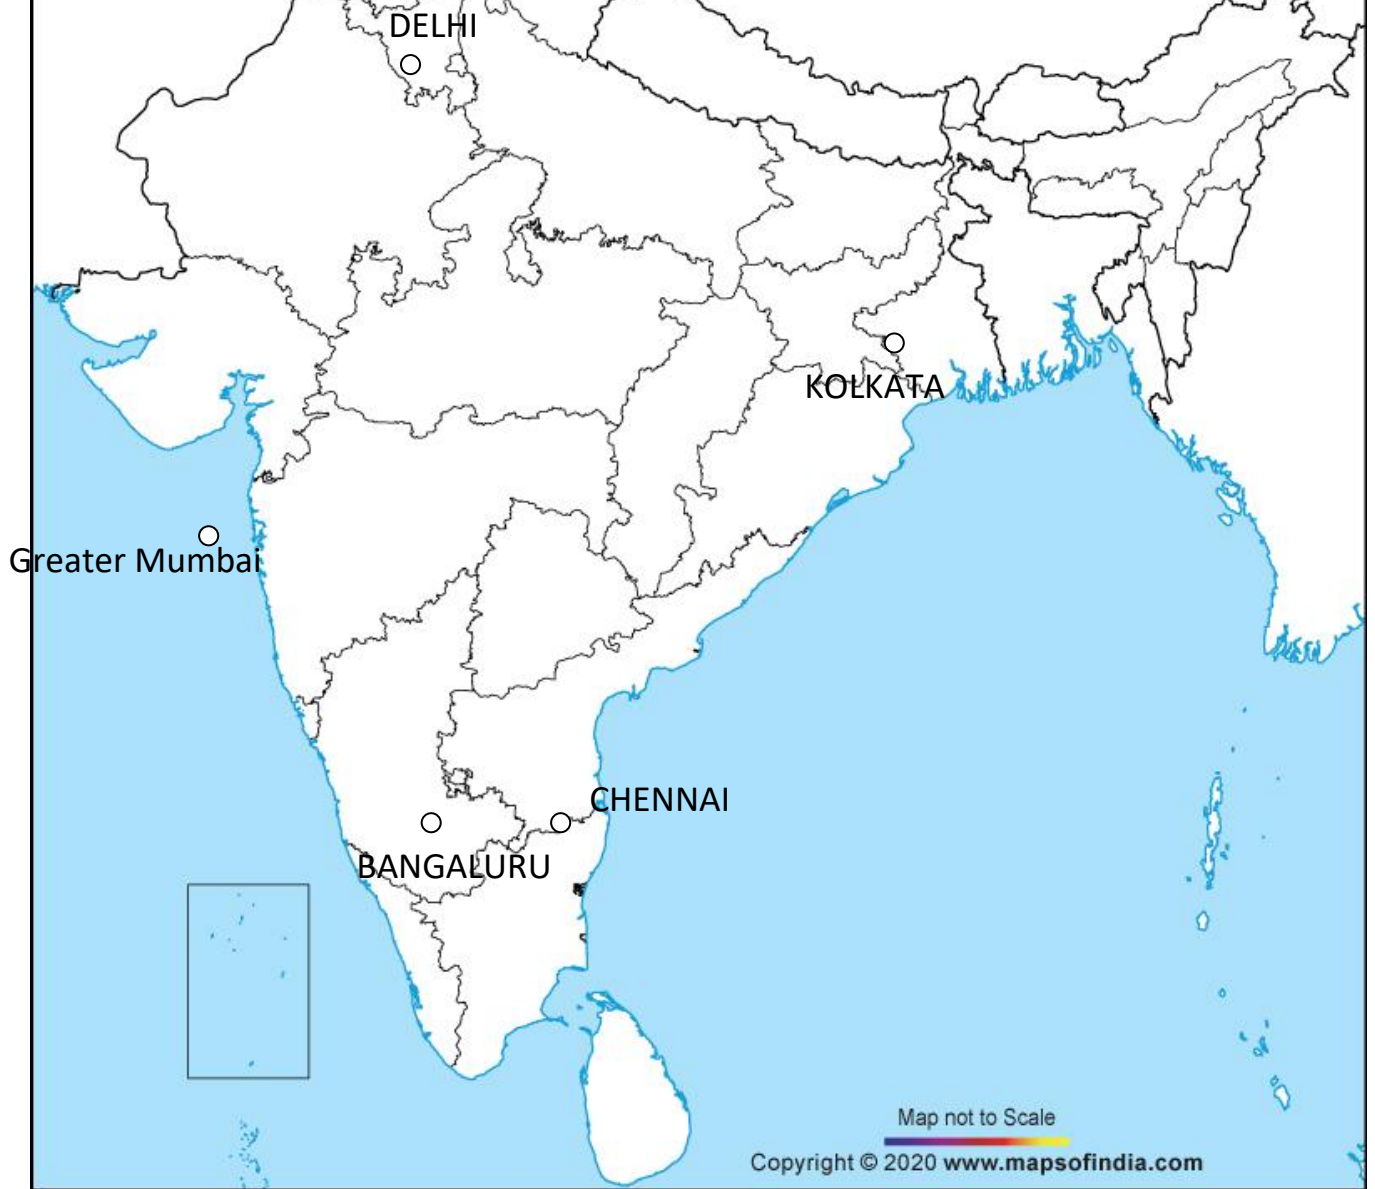 DELHI
KOLKATA
Greater Mumbai
CHENNAI
BANGALURU
Map not to Scale
Copyright © 2020 www.mapsofindia.com